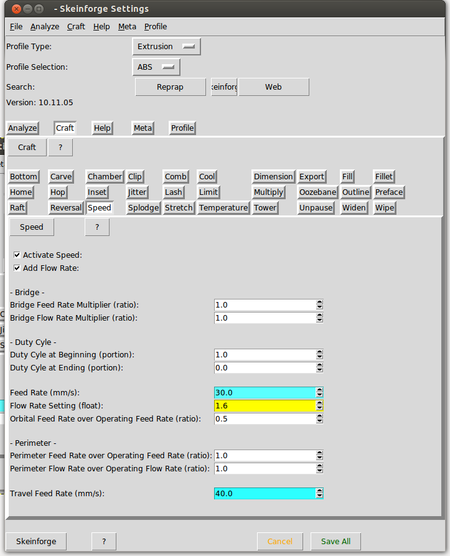 - Skeinforge Settings
File Analyze Craft Help Meta Profile
Profile Type: Extrusion
Profile Selection: ABS
Search: Reprap keinforg Web
Version: 10.11.05
Analyze Craft Help Meta Profile
Craft ?
Bottom Carve Chamber Clip Comb Cool Dimension Export Fill Fillet
Home Hop Inset Jitter Lash Limit Multiply Oozebane Outline Preface
Raft Reversal Speed Splodge Stretch Temperature Tower Unpause Widen Wipe
Speed ?
Activate Speed:
Add Flow Rate:
- Bridge -
Bridge Feed Rate Multiplier (ratio): 1.0
Bridge Flow Rate Multiplier (ratio): 1.0
- Duty Cyle -
Duty Cyle at Beginning (portion): 1.0
Duty Cyle at Ending (portion): 0.0
Feed Rate (mm/s): 30.0
Flow Rate Setting (float): 1.6
Orbital Feed Rate over Operating Feed Rate (ratio): 0.5
- Perimeter -
Perimeter Feed Rate over Operating Feed Rate (ratio): 1.0
Perimeter Flow Rate over Operating Flow Rate (ratio): 1.0
Travel Feed Rate (mm/s): 40.0
Skeinforge ? Cancel Save All